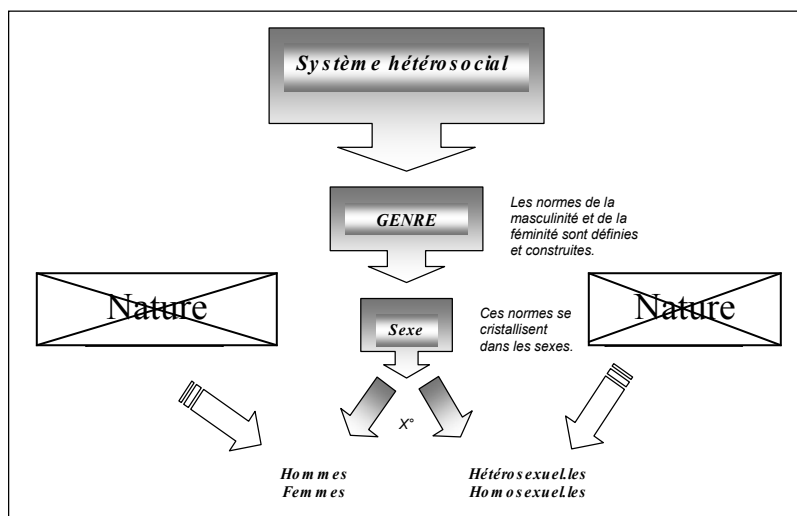 Système hétérosocial
GENRE
Les normes de la
masculinité et de la
féminité sont définies
et construites.
Nature
Nature
Sexe
Ces normes se
cristallisent
dans les sexes.
X°
Hommes
Femmes
Hétérosexuel.les
Homosexuel.les